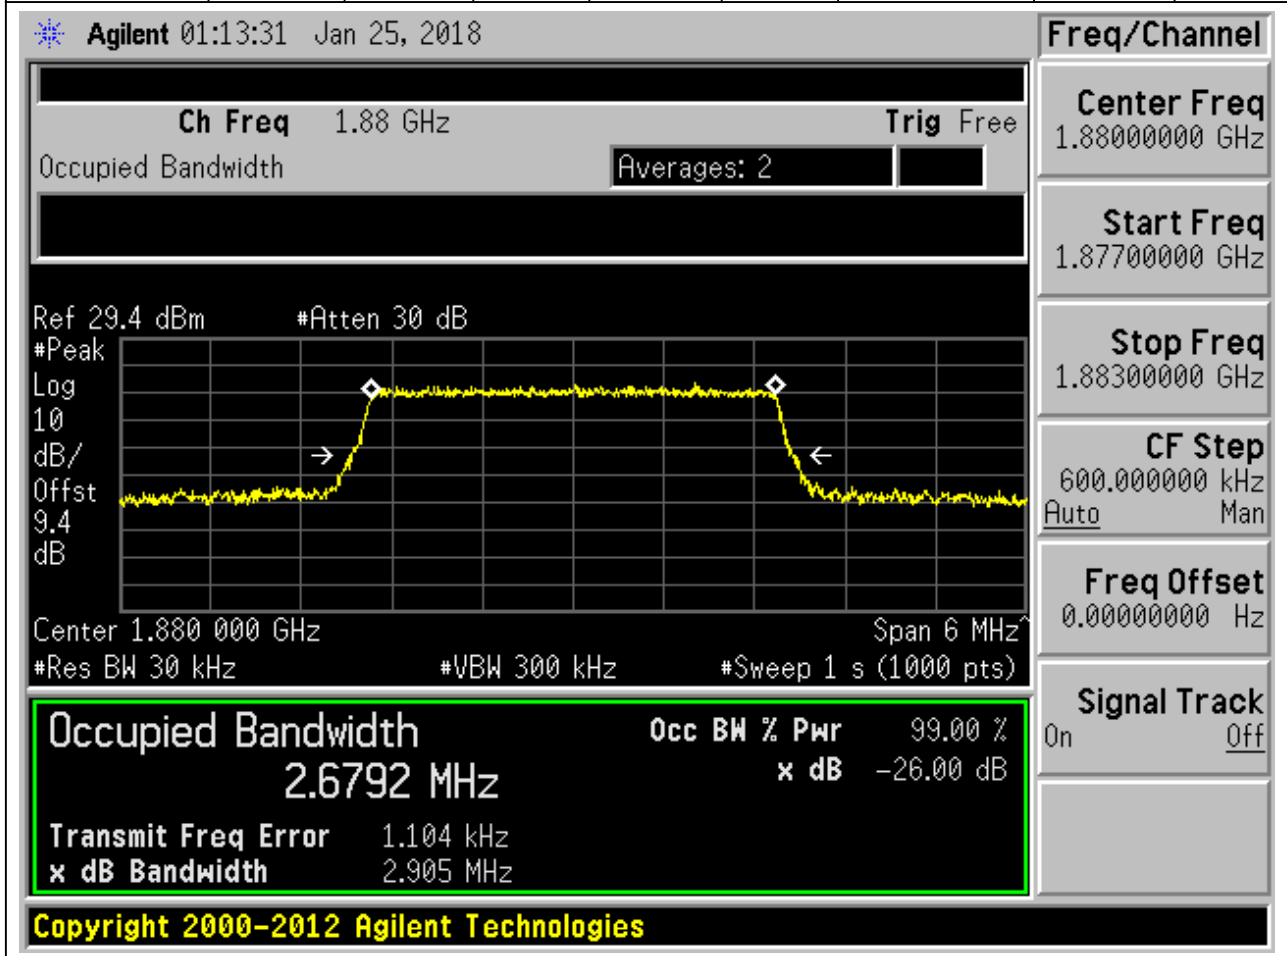 Agilent 01:13:31 Jan 25, 2018
Freq/Channel
Ch Freq 1.88 GHz Trig Free
Occupied Bandwidth Averages: 2
Ref 29.4 dBm #Atten 30 dB
#Peak
Log
10
dB/
Offst
9.4
dB
Center 1.880 000 GHz Span 6 MHz^
#Res BW 30 kHz #VBW 300 kHz #Sweep 1 s (1000 pts)
Occupied Bandwidth Occ BW % Pwr 99.00 %
2.6792 MHz x dB -26.00 dB
Transmit Freq Error 1.104 kHz
x dB Bandwidth 2.905 MHz
Copyright 2000-2012 Agilent Technologies
Center Freq
1.88000000 GHz
Start Freq
1.87700000 GHz
Stop Freq
1.88300000 GHz
CF Step
600.000000 kHz
Auto Man
Freq Offset
0.00000000 Hz
Signal Track
On Off